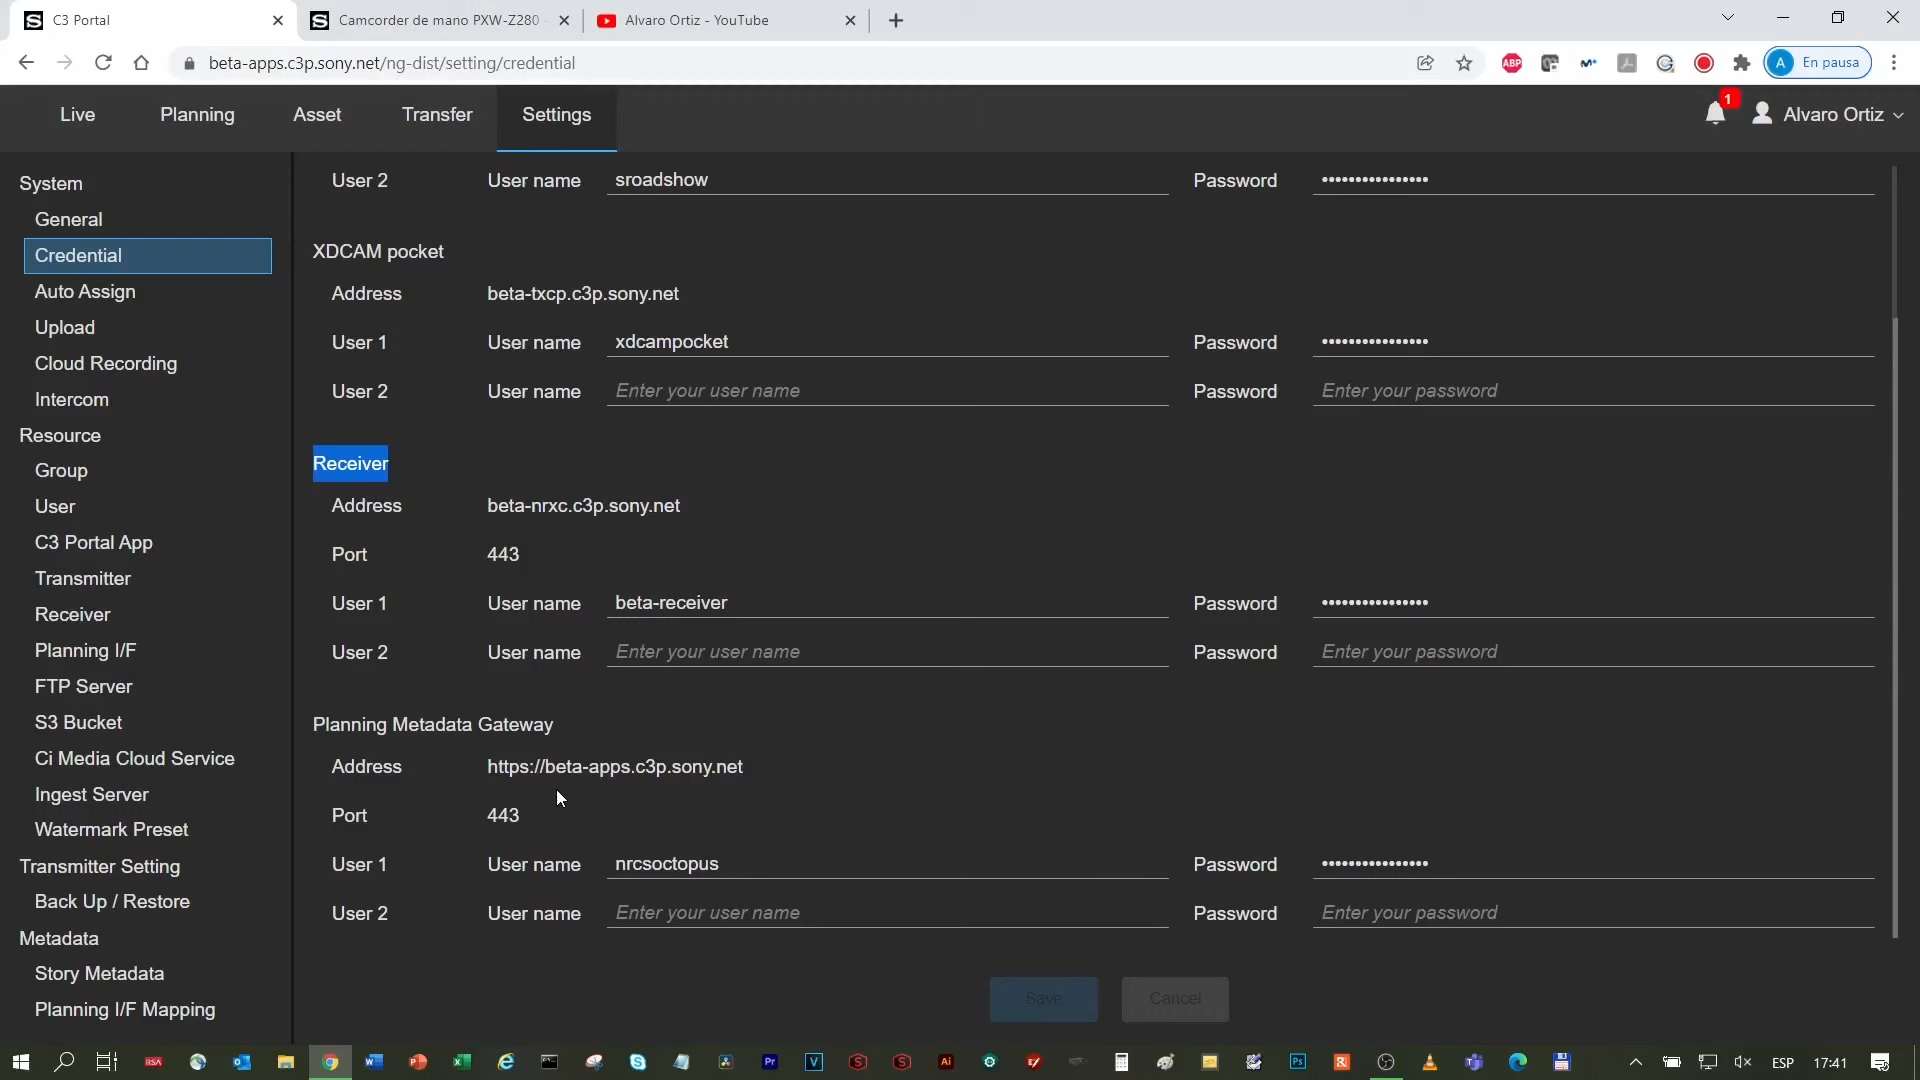 C3 Portal
Camcorder de mano PXW-Z280
Alvaro Ortiz - YouTube
beta-apps.c3p.sony.net/ng-dist/setting/credential
ABP
A En pausa
Live Planning Asset Transfer Settings
1
Alvaro Ortiz
System
General
Credential
Auto Assign
Upload
Cloud Recording
Intercom
Resource
Group
User
C3 Portal App
Transmitter
Receiver
Planning I/F
FTP Server
S3 Bucket
Ci Media Cloud Service
Ingest Server
Watermark Preset
Transmitter Setting
Back Up / Restore
Metadata
Story Metadata
Planning I/F Mapping
User 2 User name sroadshow Password ••••••••••••••••
XDCAM pocket
Address beta-txcp.c3p.sony.net
User 1 User name xdcampocket Password ••••••••••••••••
User 2 User name Enter your user name Password Enter your password
Receiver
Address beta-nrxc.c3p.sony.net
Port 443
User 1 User name beta-receiver Password ••••••••••••••••
User 2 User name Enter your user name Password Enter your password
Planning Metadata Gateway
Address https://beta-apps.c3p.sony.net
Port 443
User 1 User name nrcsoctopus Password ••••••••••••••••
User 2 User name Enter your user name Password Enter your password
Save Cancel
ESP 17:41